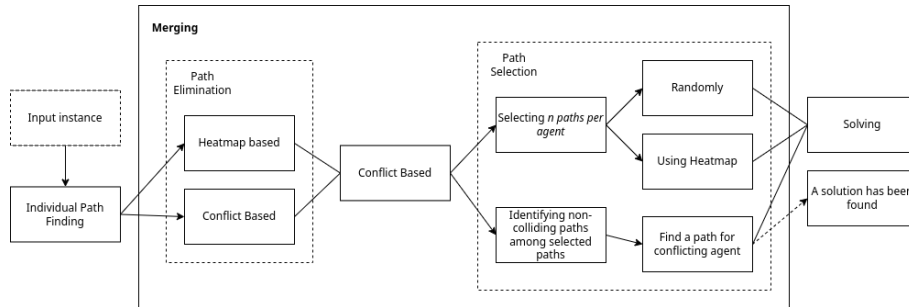 Merging
Path
Elimination
Path
Selection
Input instance
Individual Path
Finding
Heatmap based
Conflict Based
Conflict Based
Selecting n paths per
agent
Identifying non-
colliding paths
among selected
paths
Randomly
Using Heatmap
Find a path for
conflicting agent
Solving
A solution has been
found